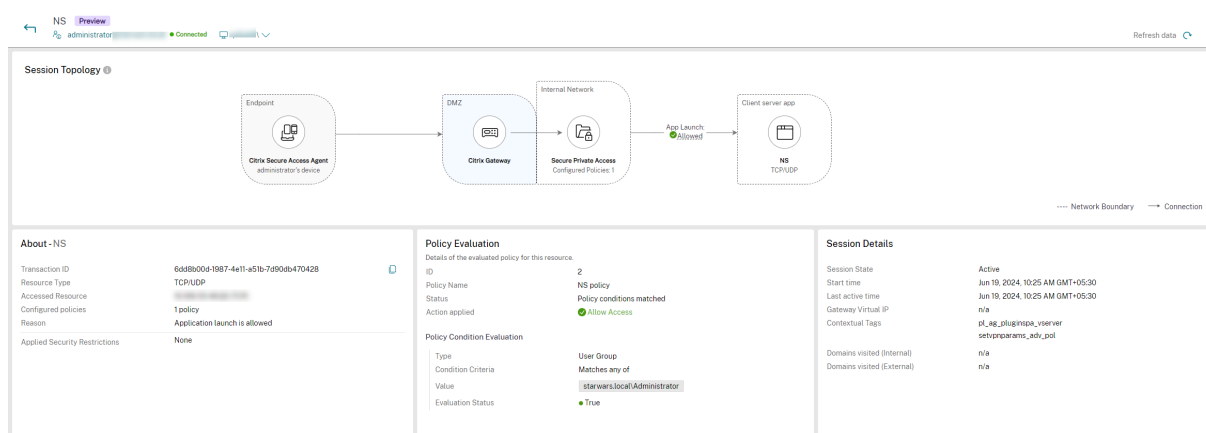 NS Preview
administrator Connected
Refresh data
Session Topology
Endpoint
Citrix Secure Access Agent
administrator's device
DMZ
Citrix Gateway
Internal Network
Secure Private Access
Configured Policies: 1
App Launch:
Allowed
Client server app
NS
TCP/UDP
Network Boundary Connection
About - NS
Transaction ID 6dd8b00d-1987-4e11-a51b-7d90db470428
Resource Type TCP/UDP
Accessed Resource
Configured policies 1 policy
Reason Application launch is allowed
Applied Security Restrictions None
Policy Evaluation
Details of the evaluated policy for this resource.
ID 2
Policy Name NS policy
Status Policy conditions matched
Action applied Allow Access
Policy Condition Evaluation
Type User Group
Condition Criteria Matches any of
Value starwars.local\Administrator
Evaluation Status True
Session Details
Session State Active
Start time Jun 19, 2024, 10:25 AM GMT+05:30
Last active time Jun 19, 2024, 10:25 AM GMT+05:30
Gateway Virtual IP n/a
Contextual Tags pl_ag_pluginspa_vserver
setvpnparams_adv_pol
Domains visited (Internal) n/a
Domains visited (External) n/a